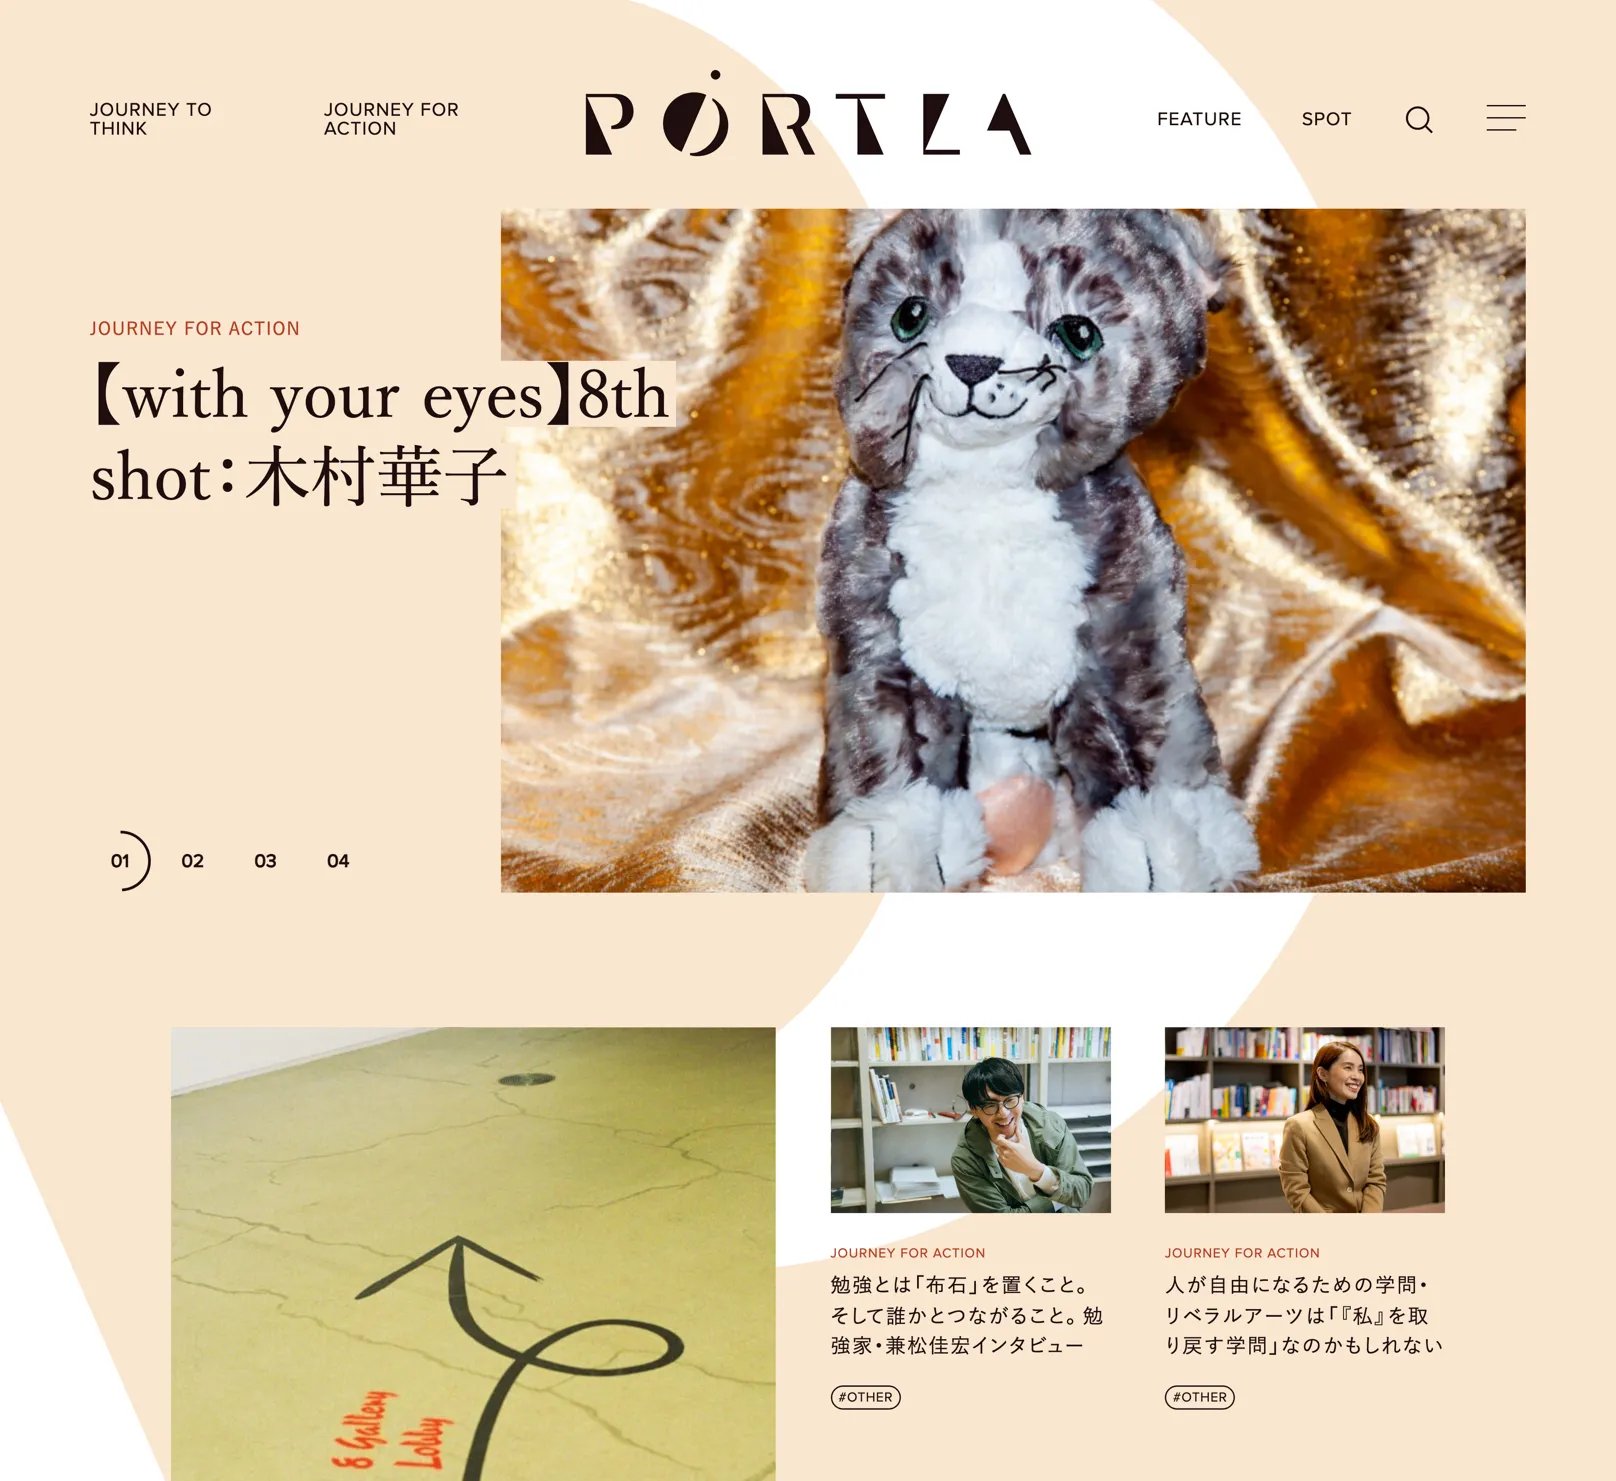 JOURNEY TO
THINK
JOURNEY FOR
ACTION
PORTLA
FEATURE
SPOT
JOURNEY FOR ACTION
【with your eyes】8th
shot：木村華子
01
02
03
04
8 Gallery
Lobby
JOURNEY FOR ACTION
勉強とは「布石」を置くこと。
そして誰かとつながること。勉
強家・兼松佳宏インタビュー
#OTHER
JOURNEY FOR ACTION
人が自由になるための学問・
リベラルアーツは「『私』を取
り戻す学問」なのかもしれない
#OTHER